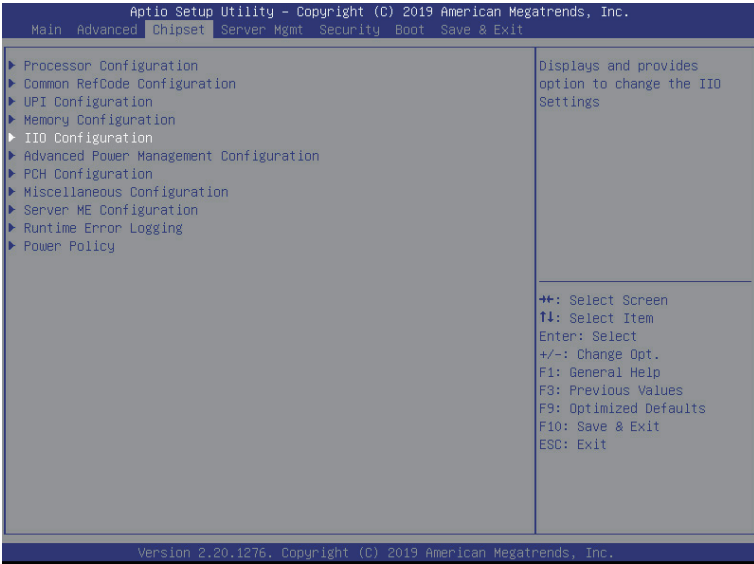 Aptio Setup Utility – Copyright (C) 2019 American Megatrends, Inc.
Main Advanced Chipset Server Mgmt Security Boot Save & Exit
Processor Configuration
Common RefCode Configuration
UPI Configuration
Memory Configuration
IIO Configuration
Advanced Power Management Configuration
PCH Configuration
Miscellaneous Configuration
Server ME Configuration
Runtime Error Logging
Power Policy
Displays and provides
option to change the IIO
Settings
→←: Select Screen
↑↓: Select Item
Enter: Select
+/-: Change Opt.
F1: General Help
F3: Previous Values
F9: Optimized Defaults
F10: Save & Exit
ESC: Exit
Version 2.20.1276. Copyright (C) 2019 American Megatrends, Inc.